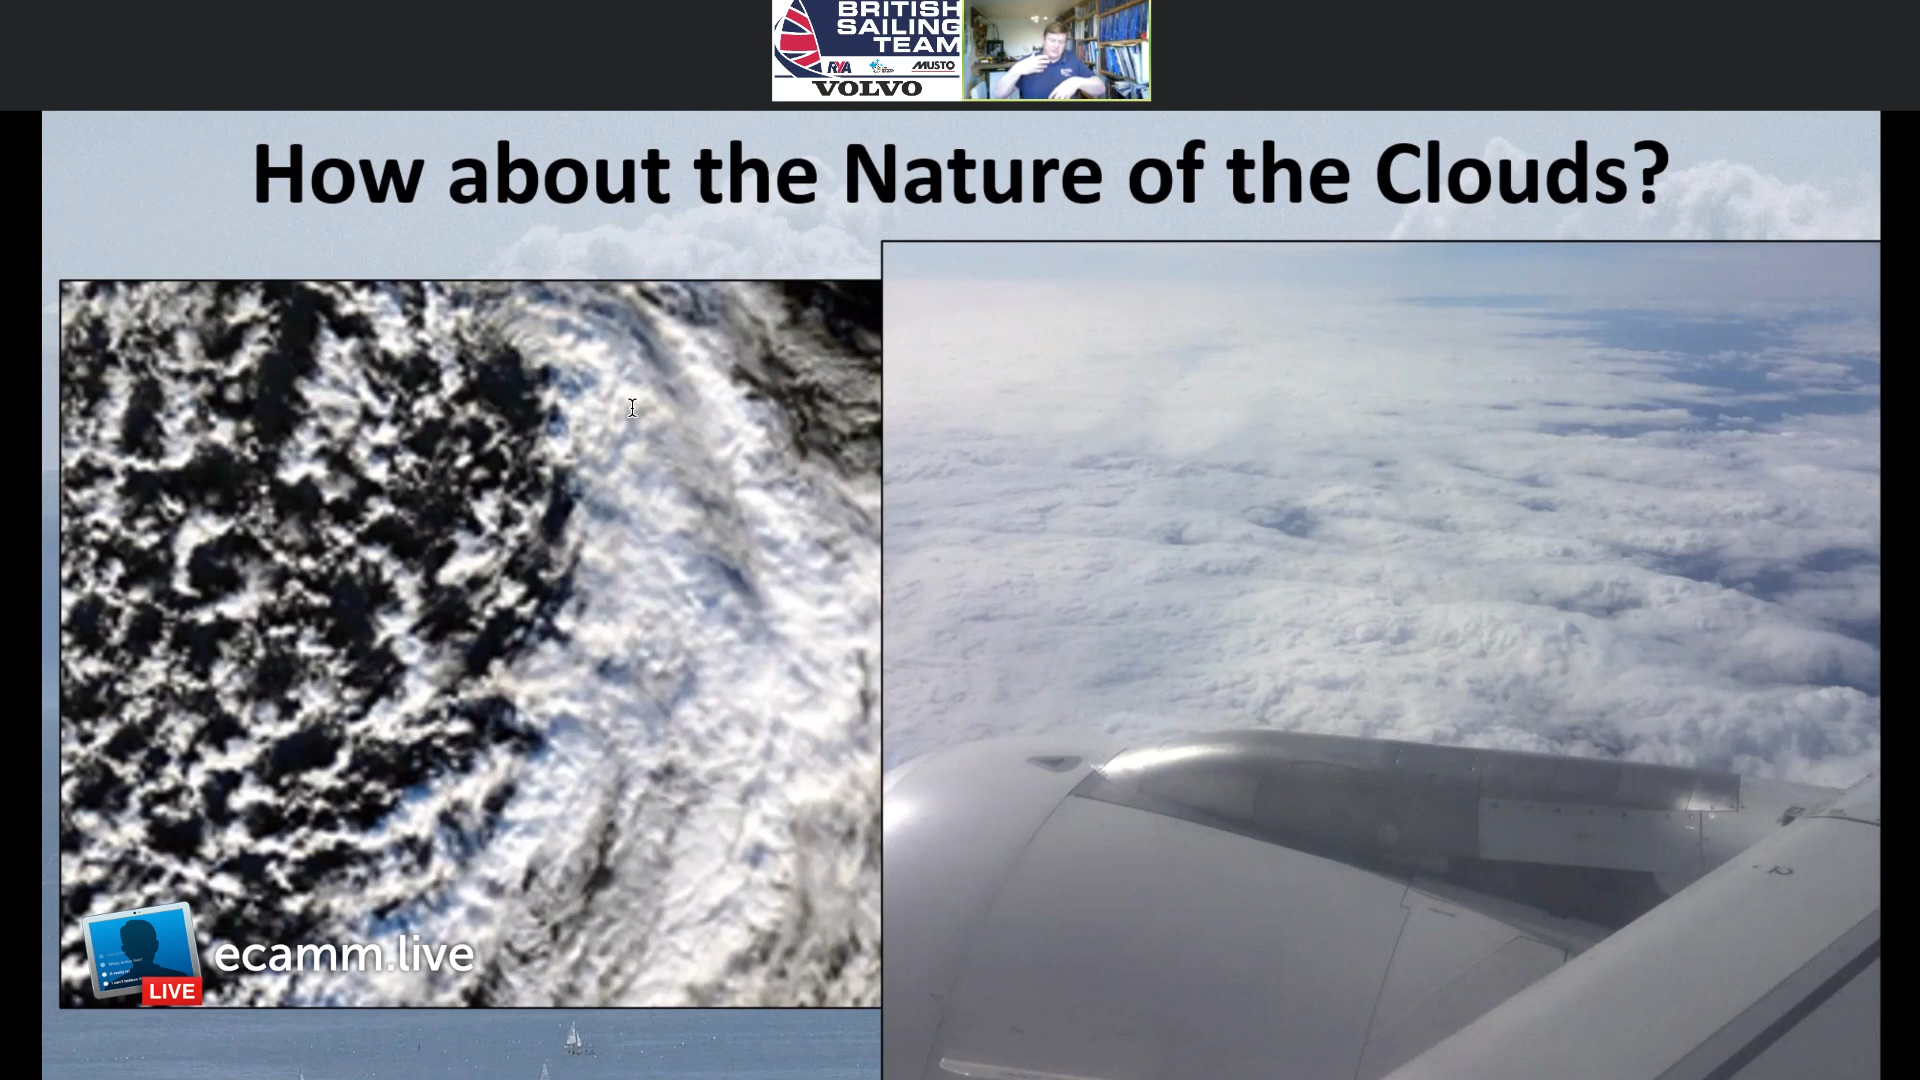 BRITISH
SAILING
TEAM
RYA
MUSTO
VOLVO
How about the Nature of the Clouds?
ecamm.live
LIVE